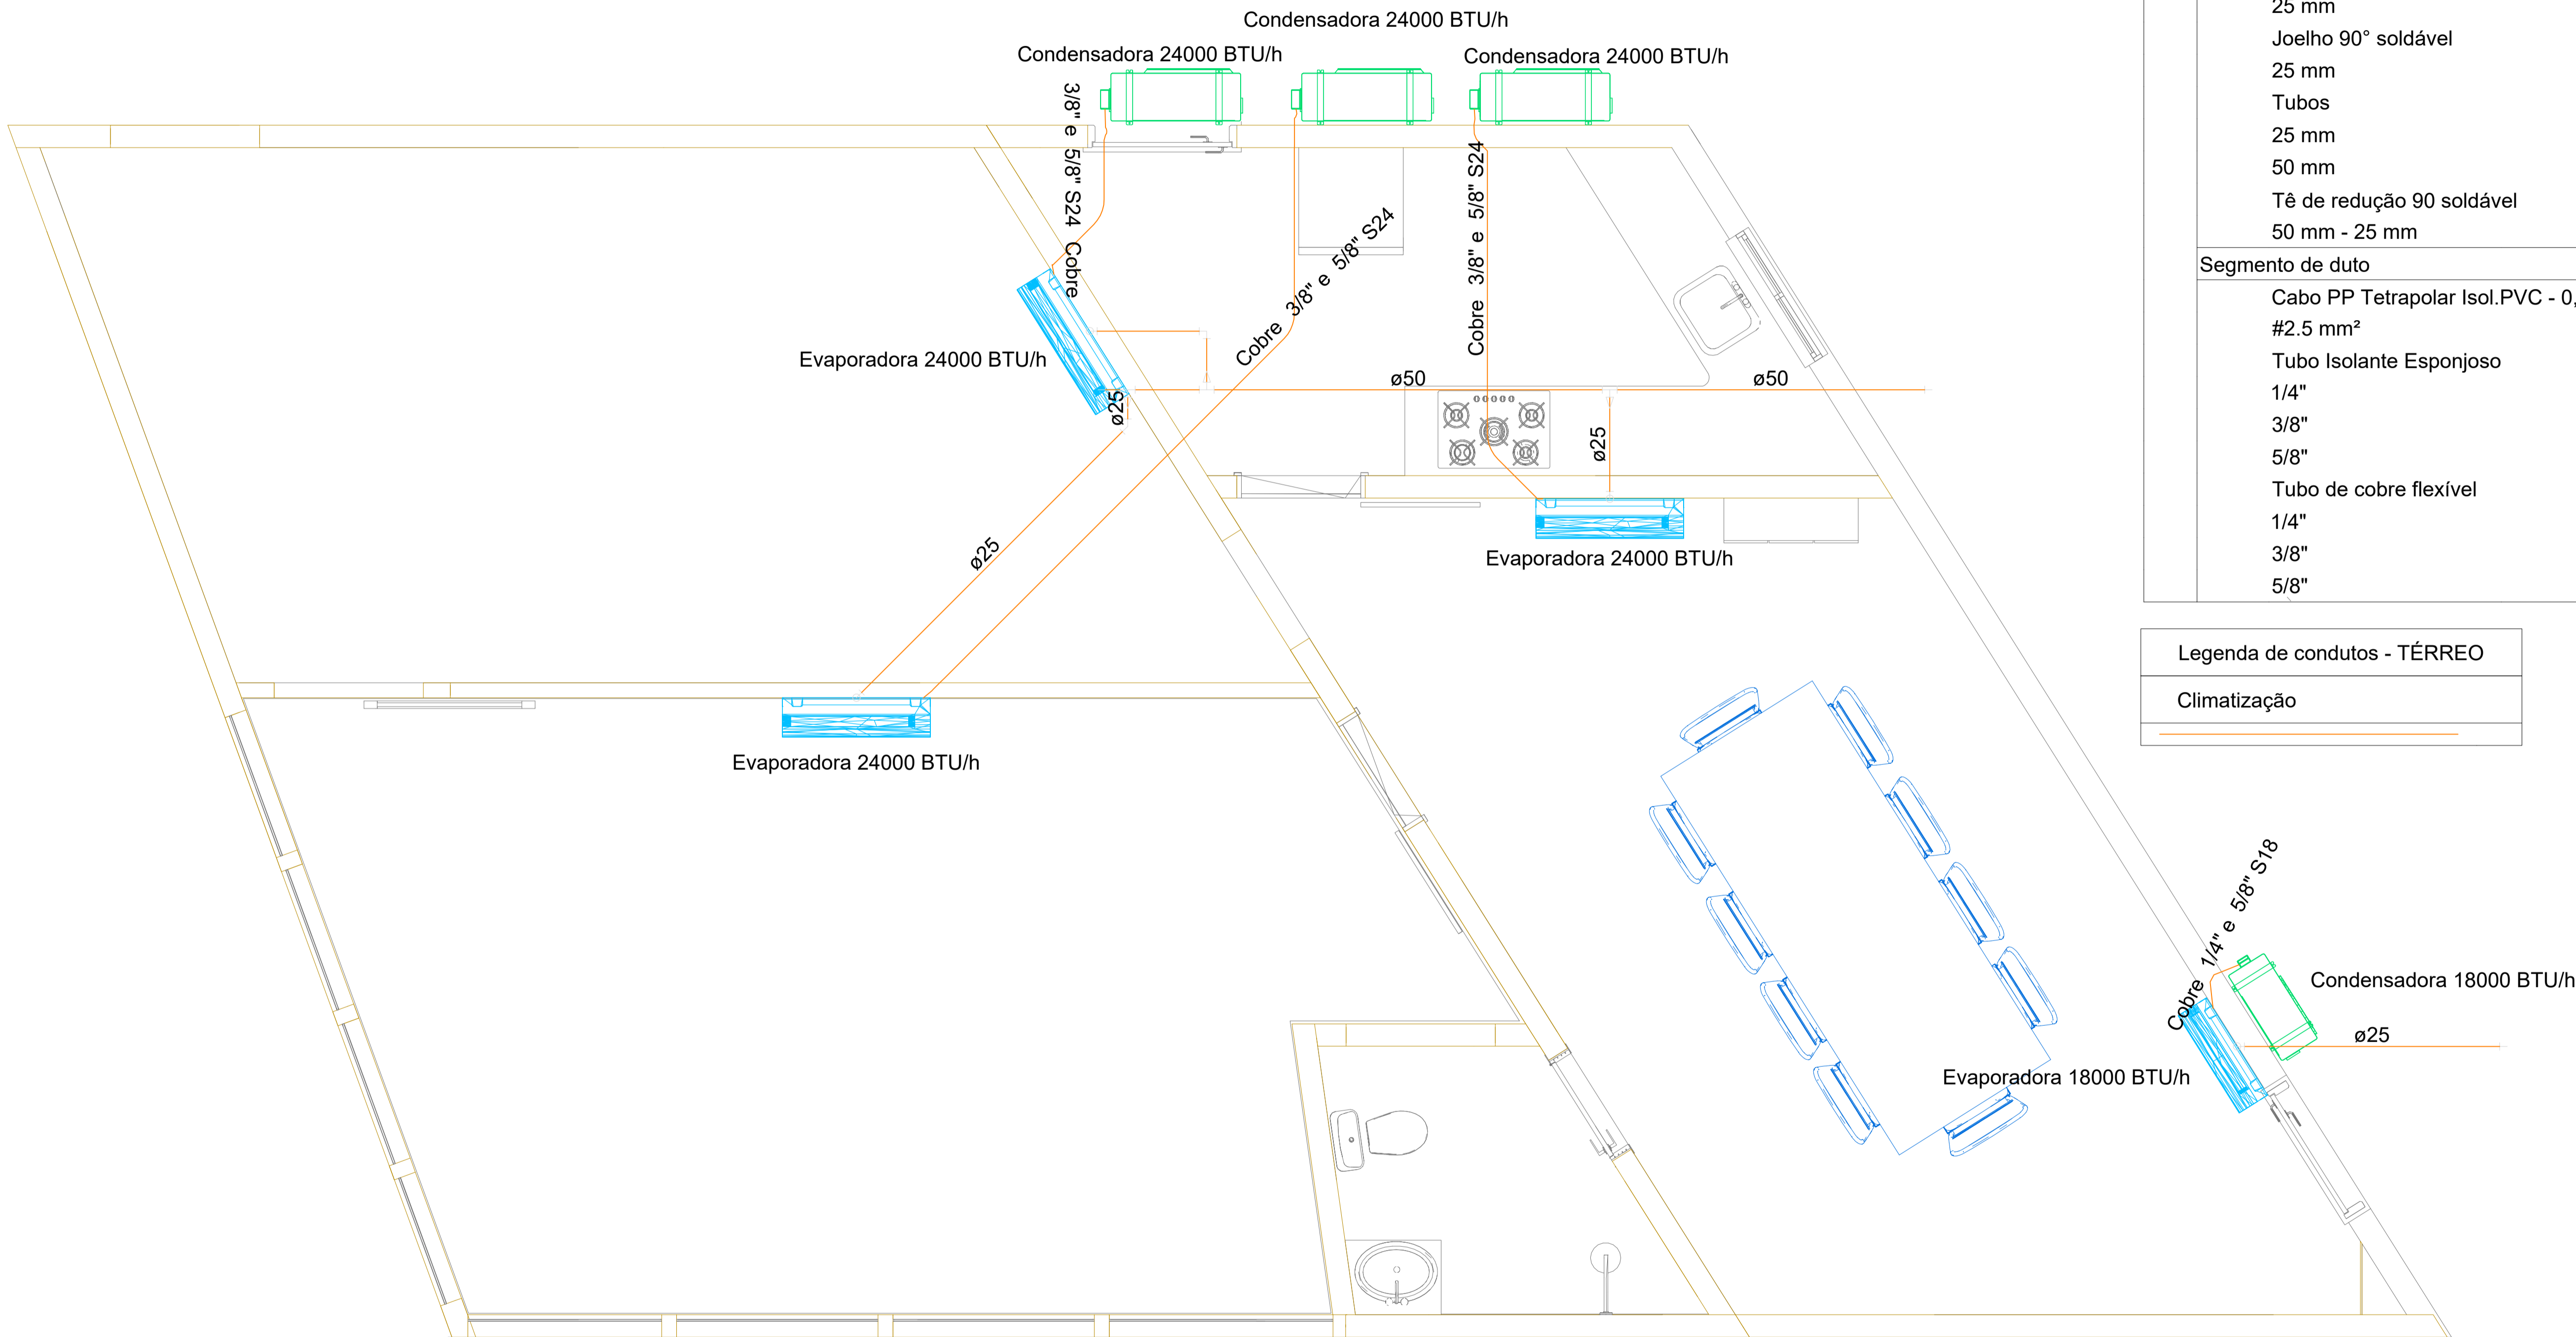 Condensadora 24000 BTU/h
Condensadora 24000 BTU/h
Condensadora 24000 BTU/h
3/8" e 5/8" S24 Cobre
Cobre 3/8" e 5/8" S24
Cobre 3/8" e 5/8" S24
Evaporadora 24000 BTU/h
ø25
ø50
ø50
ø25
ø25
Evaporadora 24000 BTU/h
Evaporadora 24000 BTU/h
Cobre 1/4" e 5/8" S18
Condensadora 18000 BTU/h
ø25
Evaporadora 18000 BTU/h
25 mm
Joelho 90° soldável
25 mm
Tubos
25 mm
50 mm
Tê de redução 90 soldável
50 mm - 25 mm
Segmento de duto
Cabo PP Tetrapolar Isol.PVC - 0,
#2.5 mm²
Tubo Isolante Esponjoso
1/4"
3/8"
5/8"
Tubo de cobre flexível
1/4"
3/8"
5/8"
Legenda de condutos - TÉRREO
Climatização